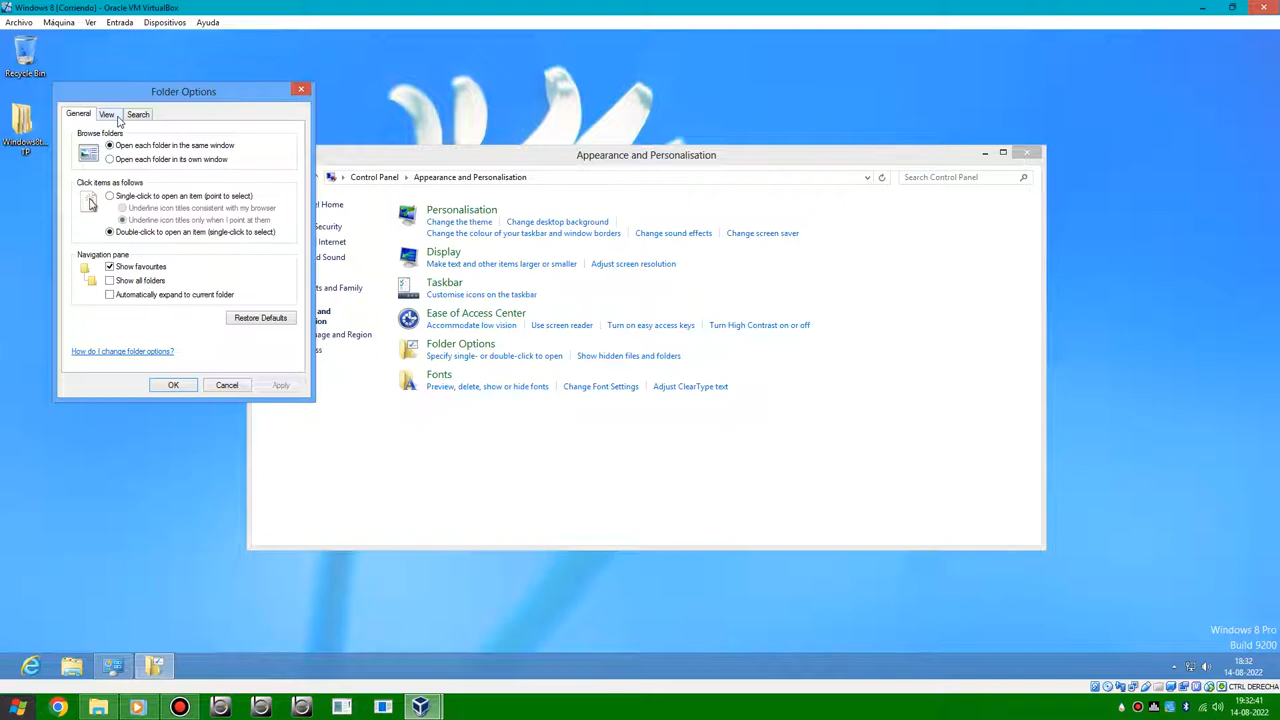 Windows 8 [Corriendo] - Oracle VM VirtualBox
Archivo Máquina Ver Entrada Dispositivos Ayuda
Recycle Bin
Windows8t...
TP
Folder Options
General View Search
Browse folders
Open each folder in the same window
Open each folder in its own window
Click items as follows
Single-click to open an item (point to select)
Underline icon titles consistent with my browser
Underline icon titles only when I point at them
Double-click to open an item (single-click to select)
Navigation pane
Show favourites
Show all folders
Automatically expand to current folder
Restore Defaults
How do I change folder options?
OK Cancel Apply
Appearance and Personalisation
Control Panel Appearance and Personalisation Search Control Panel
el Home
ecurity
Internet
d Sound
ts and Family
and
ion
uage and Region
ss
Personalisation
Change the theme Change desktop background
Change the colour of your taskbar and window borders Change sound effects Change screen saver
Display
Make text and other items larger or smaller Adjust screen resolution
Taskbar
Customise icons on the taskbar
Ease of Access Center
Accommodate low vision Use screen reader Turn on easy access keys Turn High Contrast on or off
Folder Options
Specify single- or double-click to open Show hidden files and folders
Fonts
Preview, delete, show or hide fonts Change Font Settings Adjust ClearType text
Windows 8 Pro
Build 9200
18:32
14-08-2022
CTRL DERECHA
19:32:41
14-08-2022